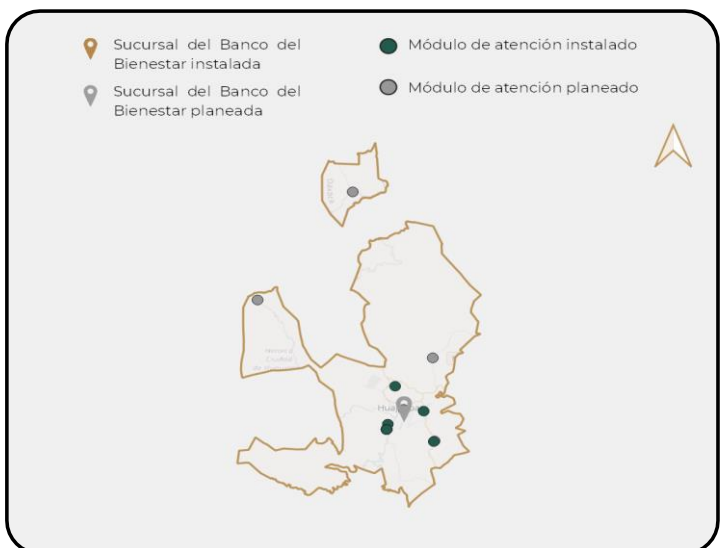 Sucursal del Banco del
Bienestar instalada
Sucursal del Banco del
Bienestar planeada
Módulo de atención instalado
Módulo de atención planeado